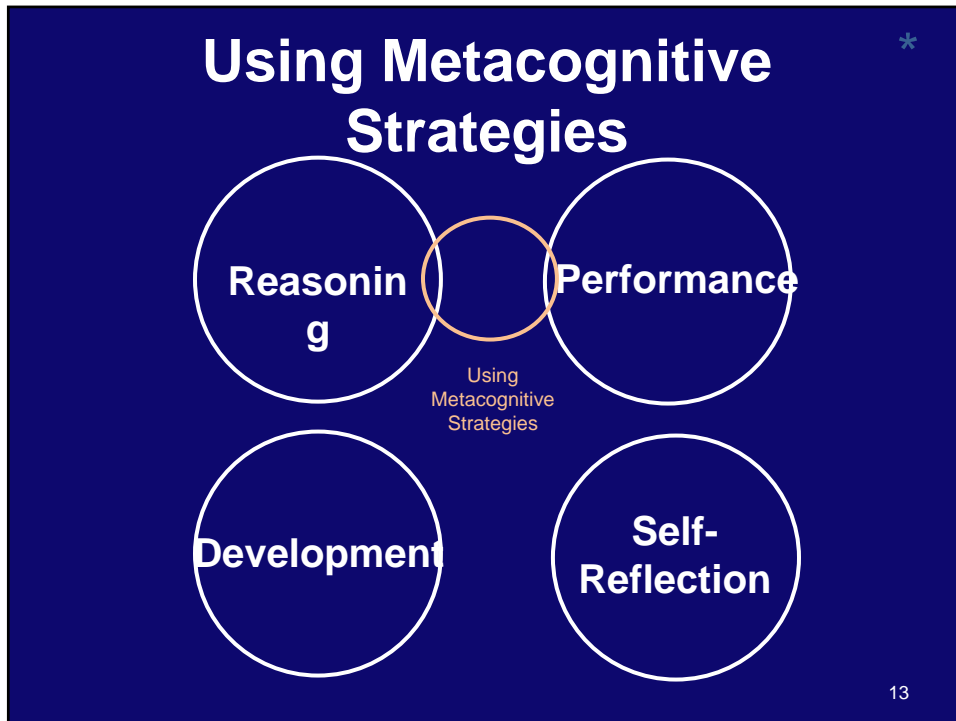 Using Metacognitive
Strategies
*
Reasonin
g
Performance
Using
Metacognitive
Strategies
Development
Self-
Reflection
13